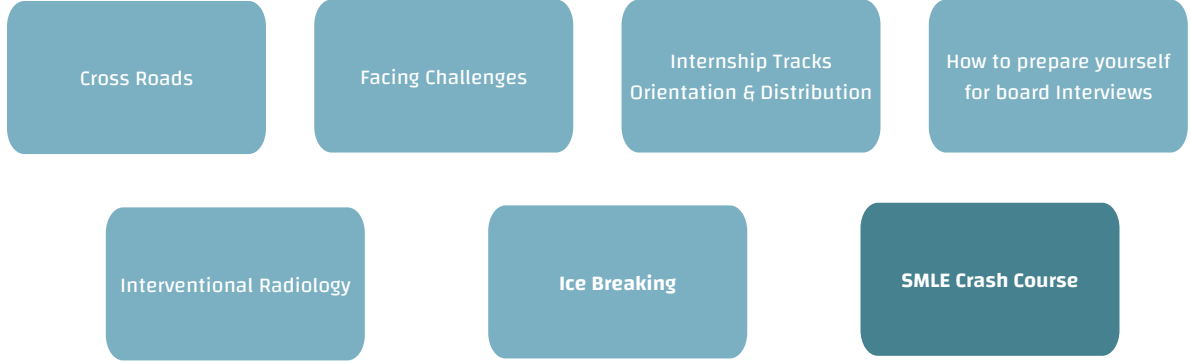 Cross Roads
Facing Challenges
Internship Tracks
Orientation & Distribution
How to prepare yourself
for board Interviews
Interventional Radiology
Ice Breaking
SMLE Crash Course